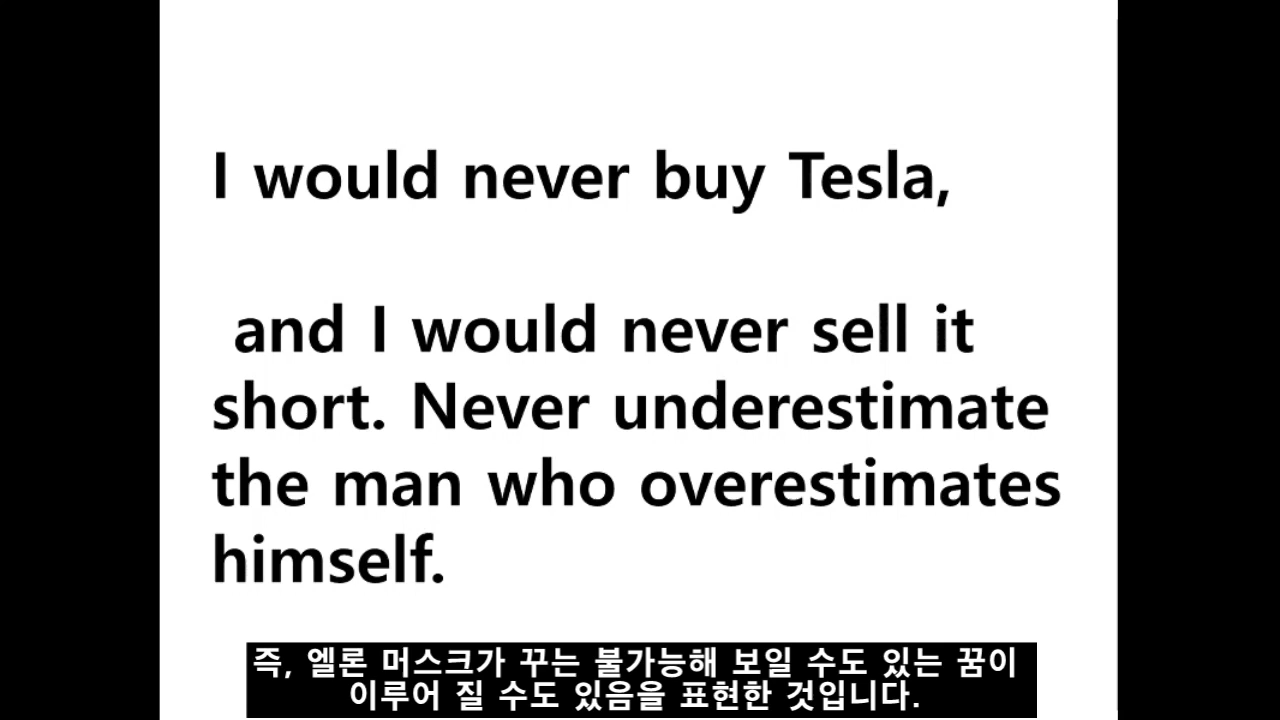 I would never buy Tesla,
and I would never sell it
short. Never underestimate
the man who overestimates
himself.
즉, 엘론 머스크가 꾸는 불가능해 보일 수도 있는 꿈이
이루어 질 수도 있음을 표현한 것입니다.